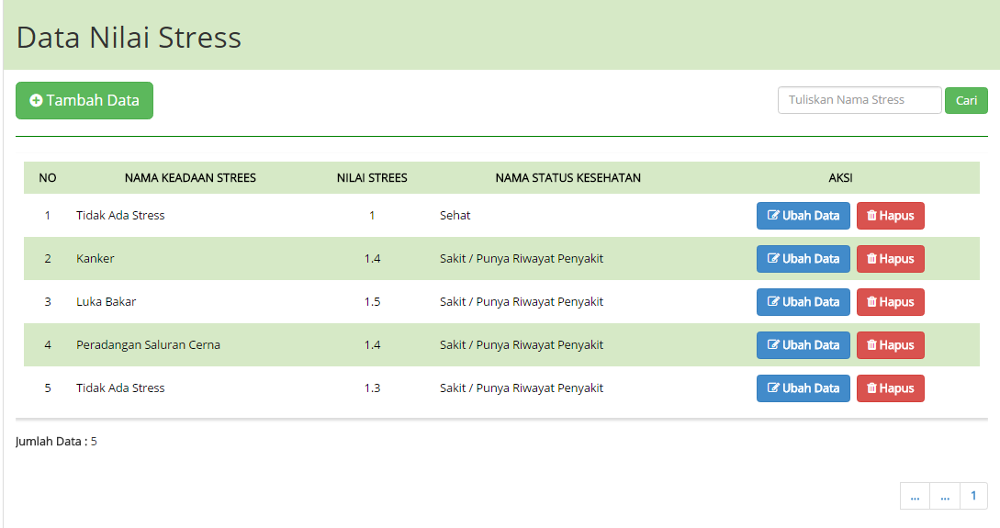 Data Nilai Stress
Tambah Data
Tuliskan Nama Stress Cari
NO NAMA KEADAAN STREES NILAI STREES NAMA STATUS KESEHATAN AKSI
1 Tidak Ada Stress 1 Sehat Ubah Data Hapus
2 Kanker 1.4 Sakit / Punya Riwayat Penyakit Ubah Data Hapus
3 Luka Bakar 1.5 Sakit / Punya Riwayat Penyakit Ubah Data Hapus
4 Peradangan Saluran Cerna 1.4 Sakit / Punya Riwayat Penyakit Ubah Data Hapus
5 Tidak Ada Stress 1.3 Sakit / Punya Riwayat Penyakit Ubah Data Hapus
Jumlah Data : 5
... ... 1